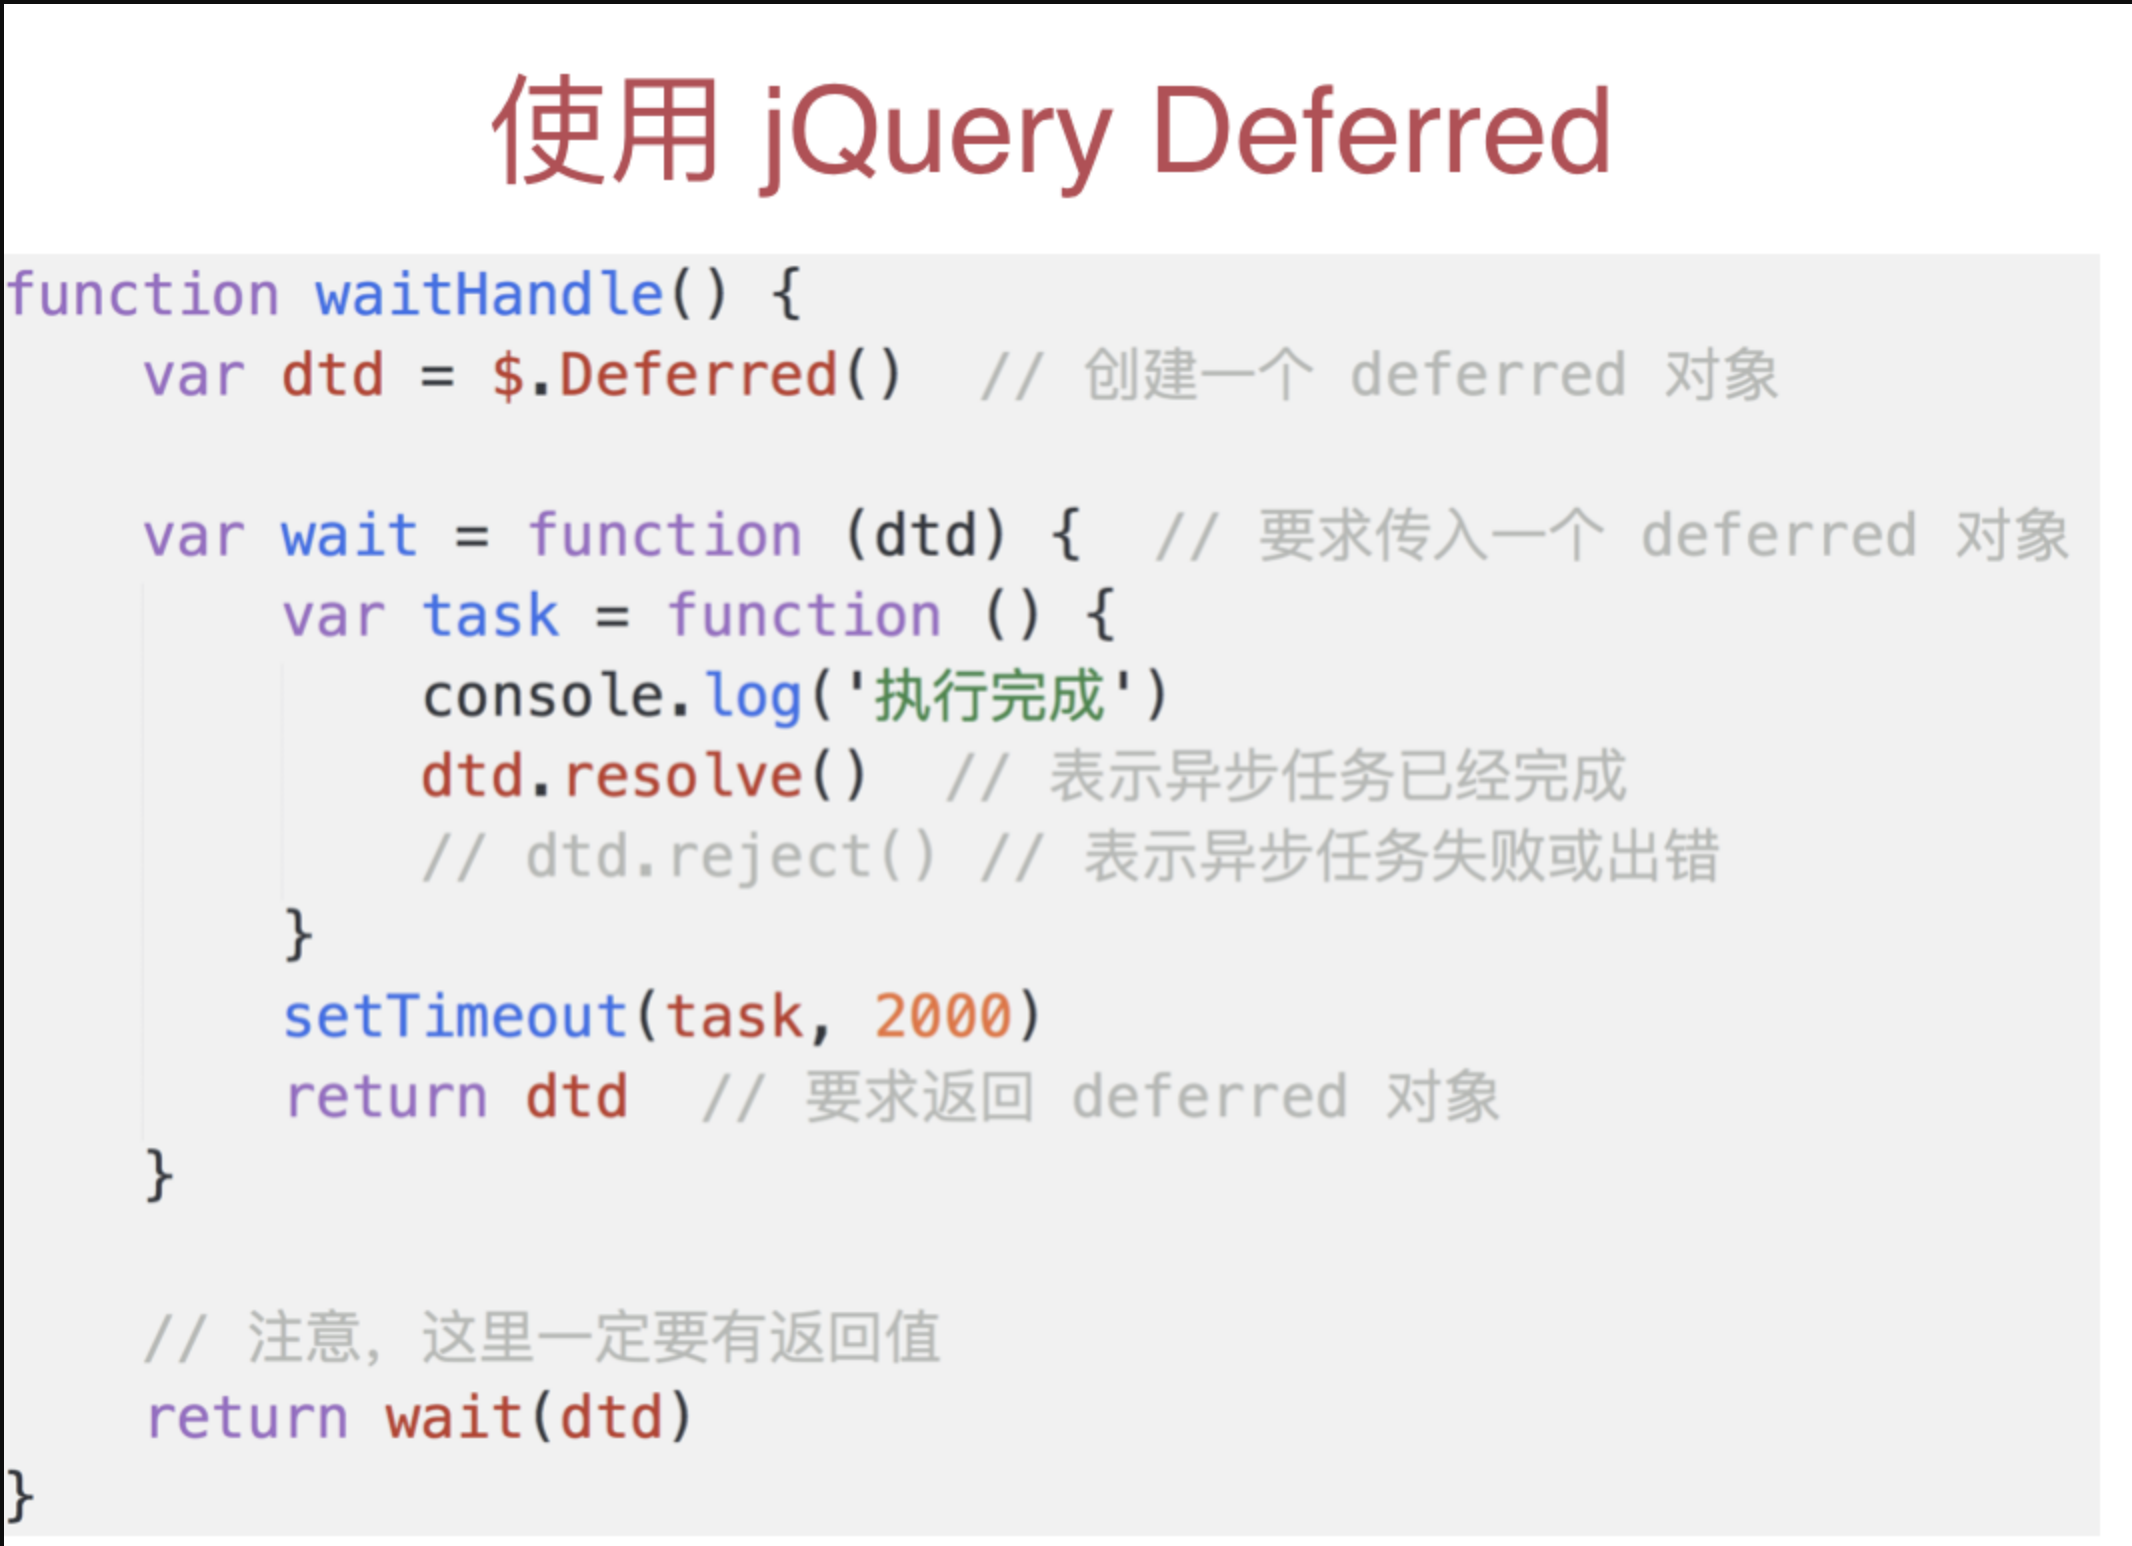 使用 jQuery Deferred
function waitHandle() {
    var dtd = $.Deferred()  // 创建一个 deferred 对象
    var wait = function (dtd) {  // 要求传入一个 deferred 对象
        var task = function () {
            console.log('执行完成')
            dtd.resolve()  // 表示异步任务已经完成
            // dtd.reject() // 表示异步任务失败或出错
        }
        setTimeout(task, 2000)
        return dtd  // 要求返回 deferred 对象
    }
    // 注意，这里一定要有返回值
    return wait(dtd)
}